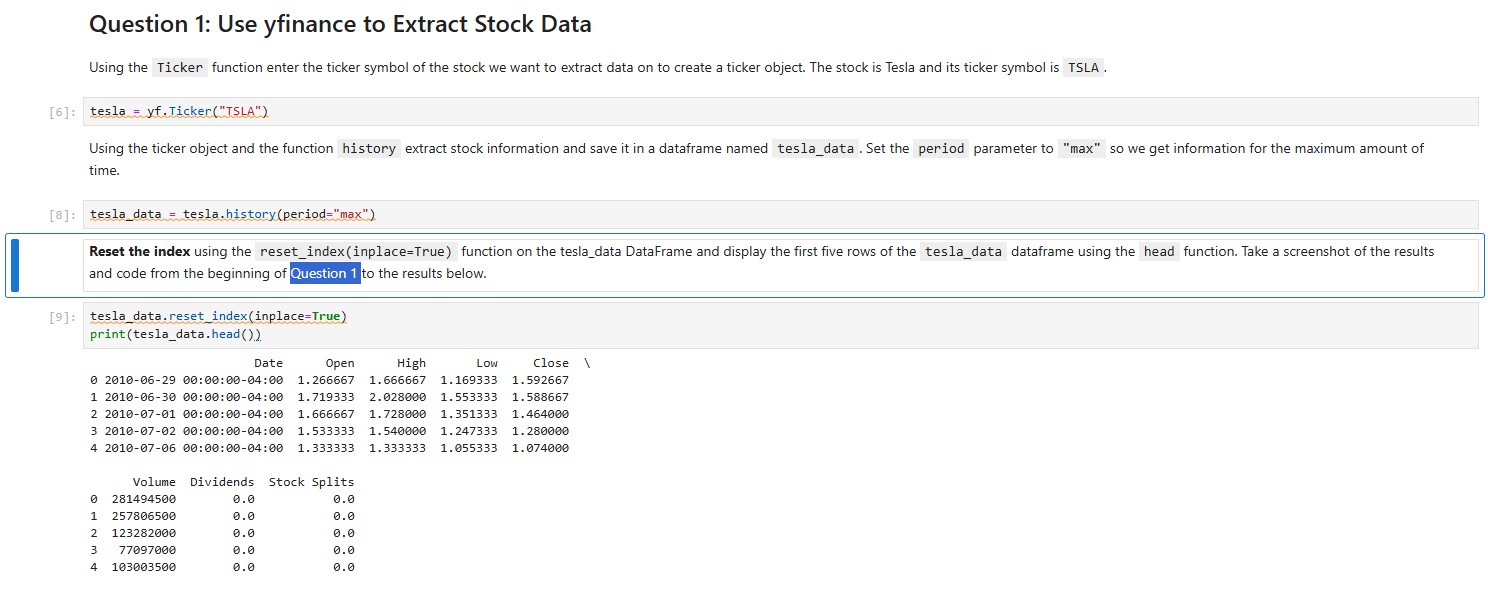 Question 1: Use yfinance to Extract Stock Data
Using the Ticker function enter the ticker symbol of the stock we want to extract data on to create a ticker object. The stock is Tesla and its ticker symbol is TSLA .
[6]: tesla = yf.Ticker("TSLA")
Using the ticker object and the function history extract stock information and save it in a dataframe named tesla_data . Set the period parameter to "max" so we get information for the maximum amount of
time.
[8]: tesla_data = tesla.history(period="max")
Reset the index using the reset_index(inplace=True) function on the tesla_data DataFrame and display the first five rows of the tesla_data dataframe using the head function. Take a screenshot of the results
and code from the beginning of Question 1 to the results below.
[9]: tesla_data.reset_index(inplace=True)
print(tesla_data.head())
                       Date      Open      High       Low     Close  \
0 2010-06-29 00:00:00-04:00  1.266667  1.666667  1.169333  1.592667
1 2010-06-30 00:00:00-04:00  1.719333  2.028000  1.553333  1.588667
2 2010-07-01 00:00:00-04:00  1.666667  1.728000  1.351333  1.464000
3 2010-07-02 00:00:00-04:00  1.533333  1.540000  1.247333  1.280000
4 2010-07-06 00:00:00-04:00  1.333333  1.333333  1.055333  1.074000
      Volume  Dividends  Stock Splits
0  281494500        0.0           0.0
1  257806500        0.0           0.0
2  123282000        0.0           0.0
3   77097000        0.0           0.0
4  103003500        0.0           0.0